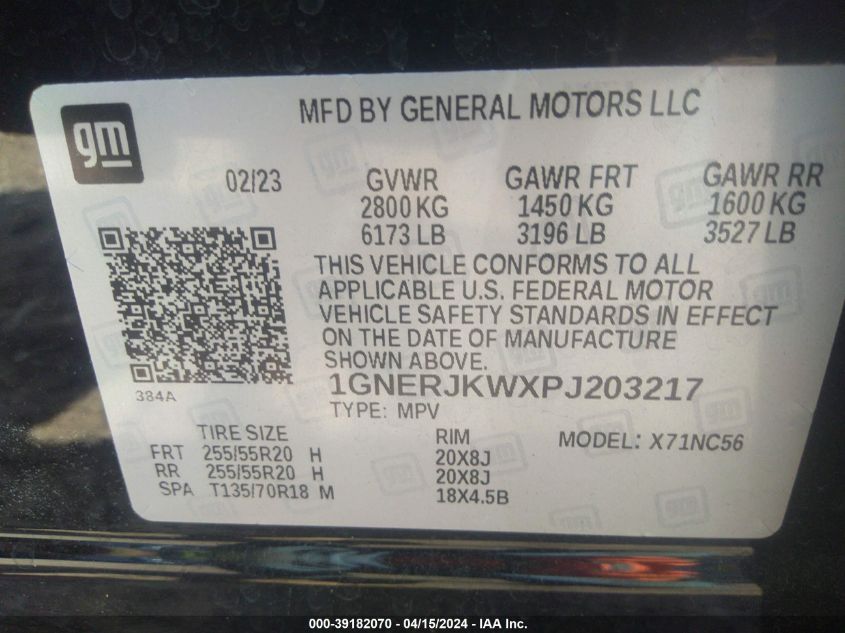 gm
MFD BY GENERAL MOTORS LLC
02/23 GVWR GAWR FRT GAWR RR
2800 KG 1450 KG 1600 KG
6173 LB 3196 LB 3527 LB
THIS VEHICLE CONFORMS TO ALL
APPLICABLE U.S. FEDERAL MOTOR
VEHICLE SAFETY STANDARDS IN EFFECT
ON THE DATE OF MANUFACTURE
SHOWN ABOVE.
384A
1GNERJKWXPJ203217
TYPE: MPV
TIRE SIZE RIM MODEL: X71NC56
FRT 255/55R20 H 20X8J
RR 255/55R20 H 20X8J
SPA T135/70R18 M 18X4.5B
000-39182070 - 04/15/2024 - IAA Inc.